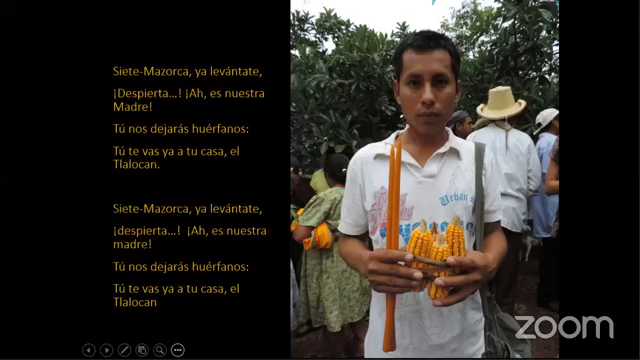 Siete-Mazorca, ya levántate,
¡Despierta...! ¡Ah, es nuestra
Madre!
Tú nos dejarás huérfanos:
Tú te vas ya a tu casa, el
Tlalocan.
Siete-Mazorca, ya levántate,
¡despierta...! ¡Ah, es nuestra
madre!
Tú nos dejarás huérfanos:
Tú te vas ya a tu casa, el
Tlalocan
Urban
zoom